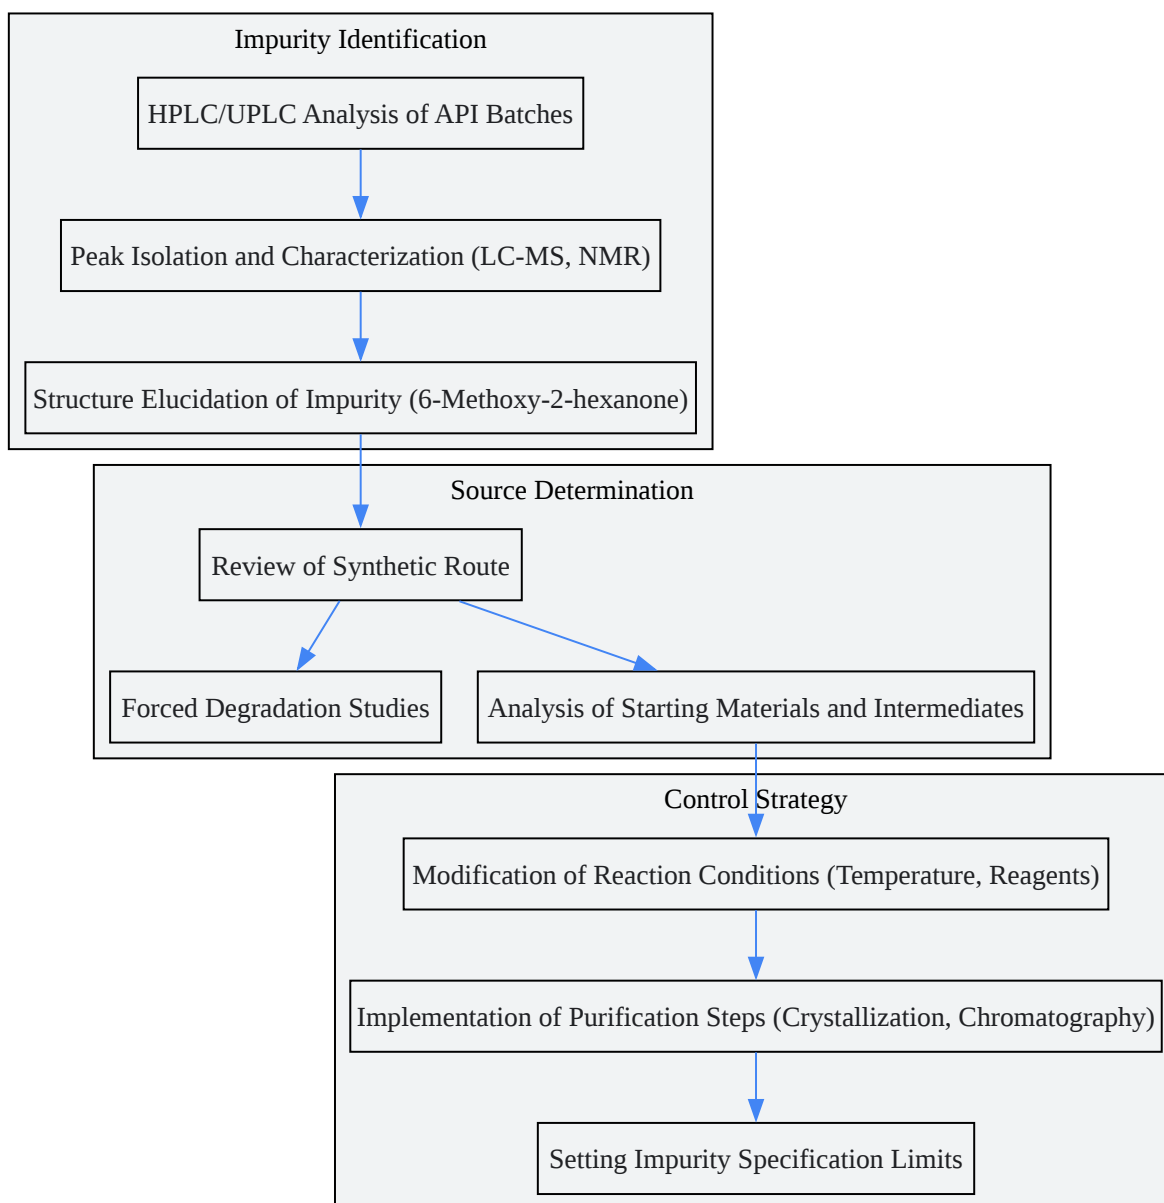 Impurity Identification
HPLC/UPLC Analysis of API Batches
Peak Isolation and Characterization (LC-MS, NMR)
Structure Elucidation of Impurity (6-Methoxy-2-hexanone)
Source Determination
Review of Synthetic Route
Forced Degradation Studies
Analysis of Starting Materials and Intermediates
Control Strategy
Modification of Reaction Conditions (Temperature, Reagents)
Implementation of Purification Steps (Crystallization, Chromatography)
Setting Impurity Specification Limits